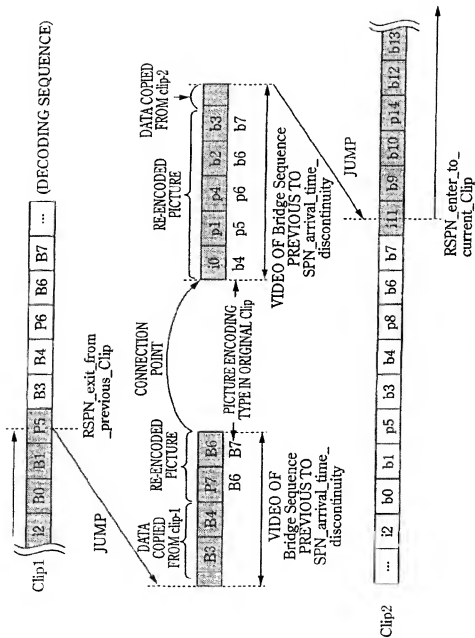 (DECODING SEQUENCE)
Clip1
i2 B0 B1 P5 B3 B4 P6 B6 B7 ...
RSPN_exit_from
_previous_Clip
JUMP
DATA
COPIED
FROM clip-1
RE-ENCODED
PICTURE
B3 B4 P7 B6
B6 B7
VIDEO OF
Bridge Sequence
PREVIOUS TO
SPN_arrival_time_
discontinuity
CONNECTION
POINT
PICTURE ENCODING
TYPE IN ORIGINAL Clip
RE-ENCODED
PICTURE
DATA COPIED
FROM clip-2
i0 p1 p4 b2 b3
b4 p5 p6 b6 b7
VIDEO OF Bridge Sequence
PREVIOUS TO
SPN_arrival_time_
discontinuity
JUMP
Clip2
... i2 b0 b1 p5 b3 b4 p8 b6 b7 i11 b9 b10 p14 b12 b13
RSPN_enter_to_
current_Clip